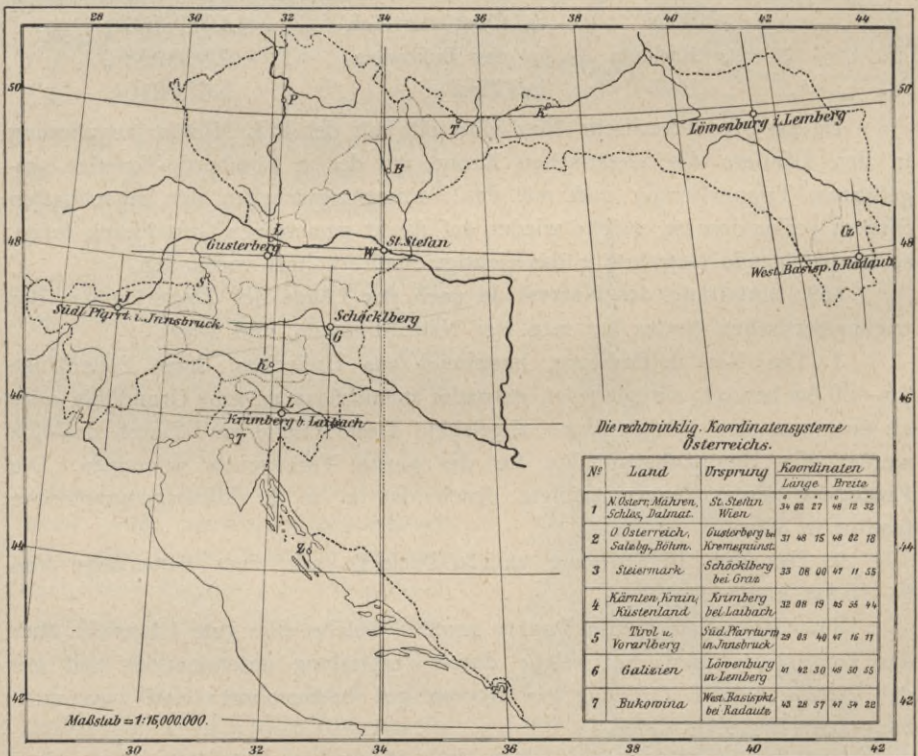 28 30 32 34 36 38 40 42 44
50
50
P
T
K
Löwenburg i. Lemberg
B
48
48
L
Gusterberg
W
St. Stefan
Cz
West. Basisp. b. Radautz
S
J
Südl. Pfarrt. i. Innsbruck
Schöcklberg
G
K
46
46
L
Krimberg b. Laibach
T
Z
44
44
42
42
Die rechtwinklig. Koordinatensysteme
Österreichs.
№ Land Ursprung Koordinaten
Länge Breite
° ' " ° ' "
1 N. Österr., Mähren, Schles., Dalmat. St. Stefan Wien 34 02 27 48 12 32
2 O. Österreich, Salzbg., Böhm. Gusterberg bei Kremsmünst. 31 48 15 48 02 18
3 Steiermark Schöcklberg bei Graz 33 08 00 47 11 55
4 Kärnten, Krain, Küstenland Krimberg bei Laibach 32 08 19 45 55 44
5 Tirol u. Vorarlberg Südl. Pfarrturm in Innsbruck 29 03 40 47 16 11
6 Galizien Löwenburg in Lemberg 41 42 30 49 50 55
7 Bukowina West. Basispkt. bei Radautz 43 28 57 47 54 22
Maßstab = 1:15,000.000.
30 32 34 36 38 40 42